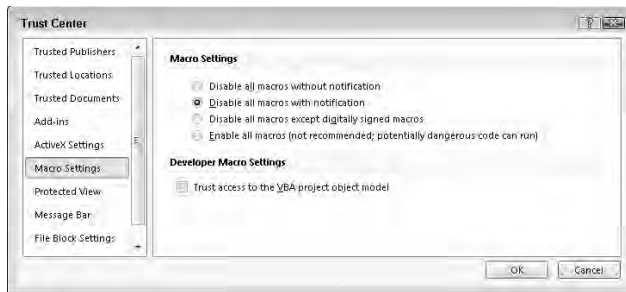 Trust Center
Trusted Publishers
Trusted Locations
Trusted Documents
Add-ins
ActiveX Settings
Macro Settings
Protected View
Message Bar
File Block Settings
Macro Settings
Disable all macros without notification
Disable all macros with notification
Disable all macros except digitally signed macros
Enable all macros (not recommended; potentially dangerous code can run)
Developer Macro Settings
Trust access to the VBA project object model
OK
Cancel